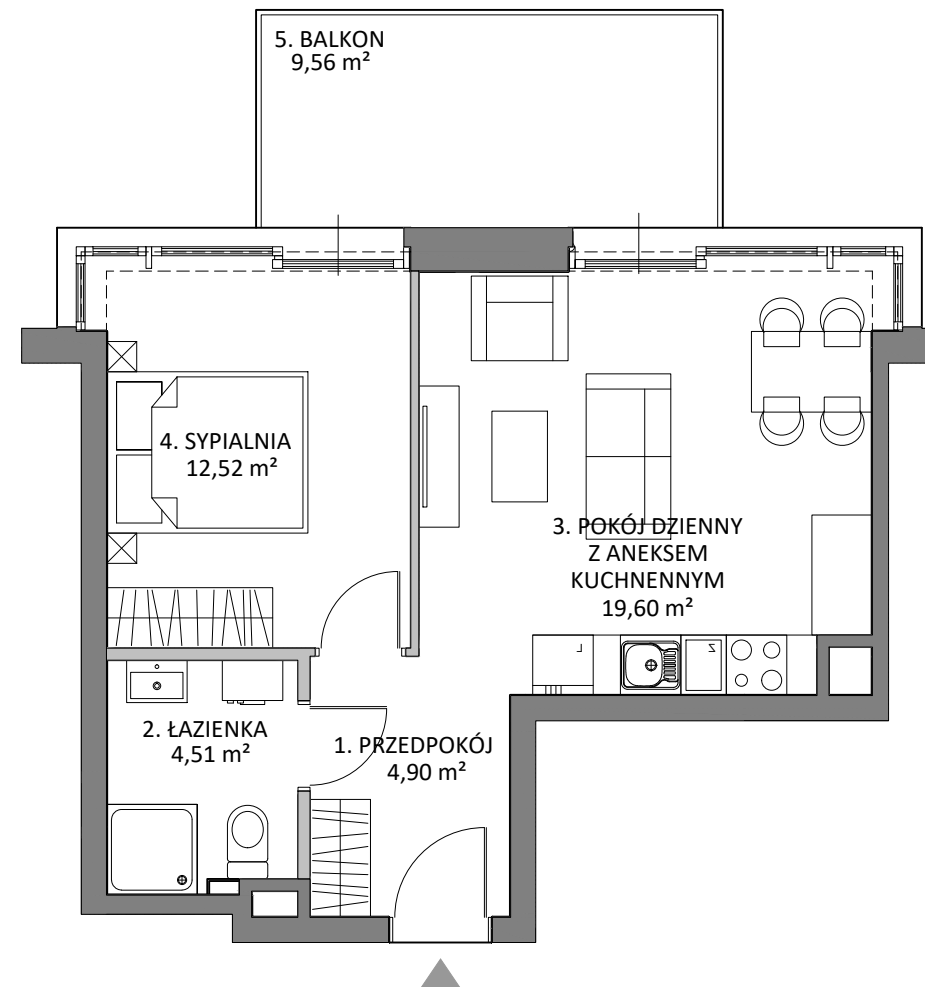 5. BALKON
9,56 m²
4. SYPIALNIA
12,52 m²
3. POKÓJ DZIENNY
Z ANEKSEM
KUCHNENNYM
19,60 m²
L
Z
2. ŁAZIENKA
4,51 m²
1. PRZEDPOKÓJ
4,90 m²